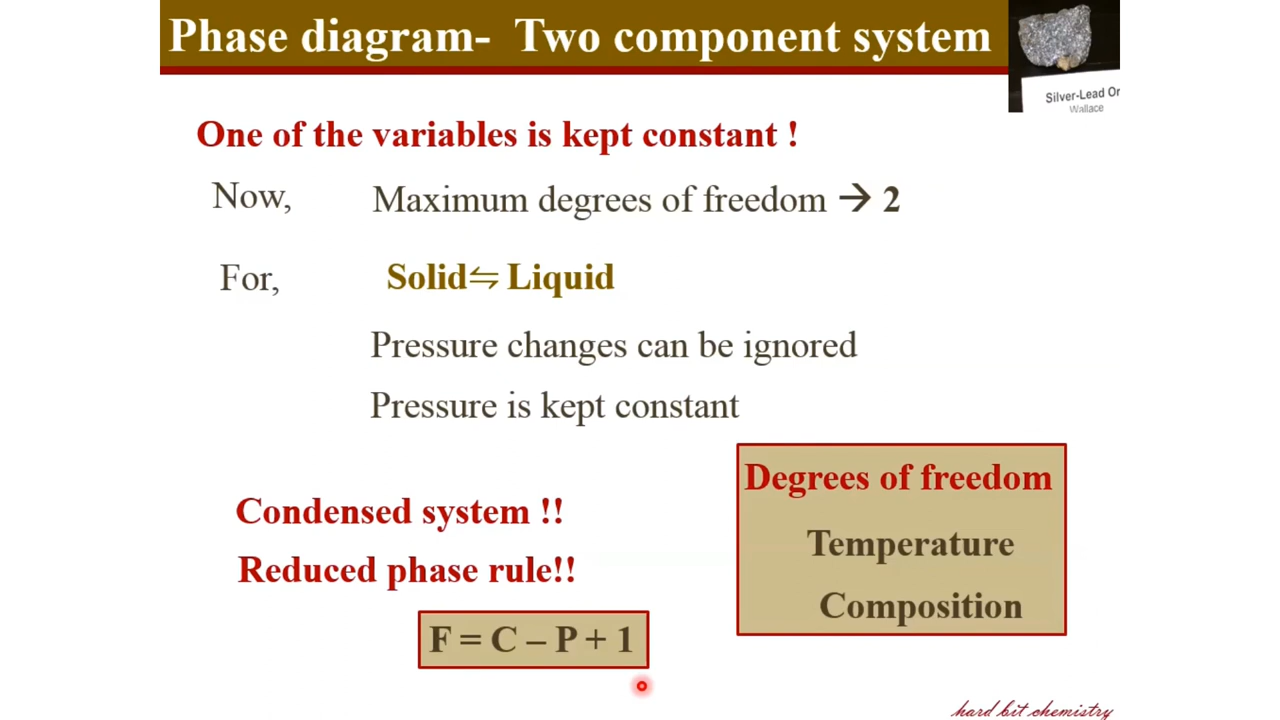 Phase diagram- Two component system
Silver-Lead Or
Wallace
One of the variables is kept constant !
Now, Maximum degrees of freedom → 2
For, Solid⇋ Liquid
Pressure changes can be ignored
Pressure is kept constant
Condensed system !!
Reduced phase rule!!
F = C – P + 1
Degrees of freedom
Temperature
Composition
hard bit chemistry